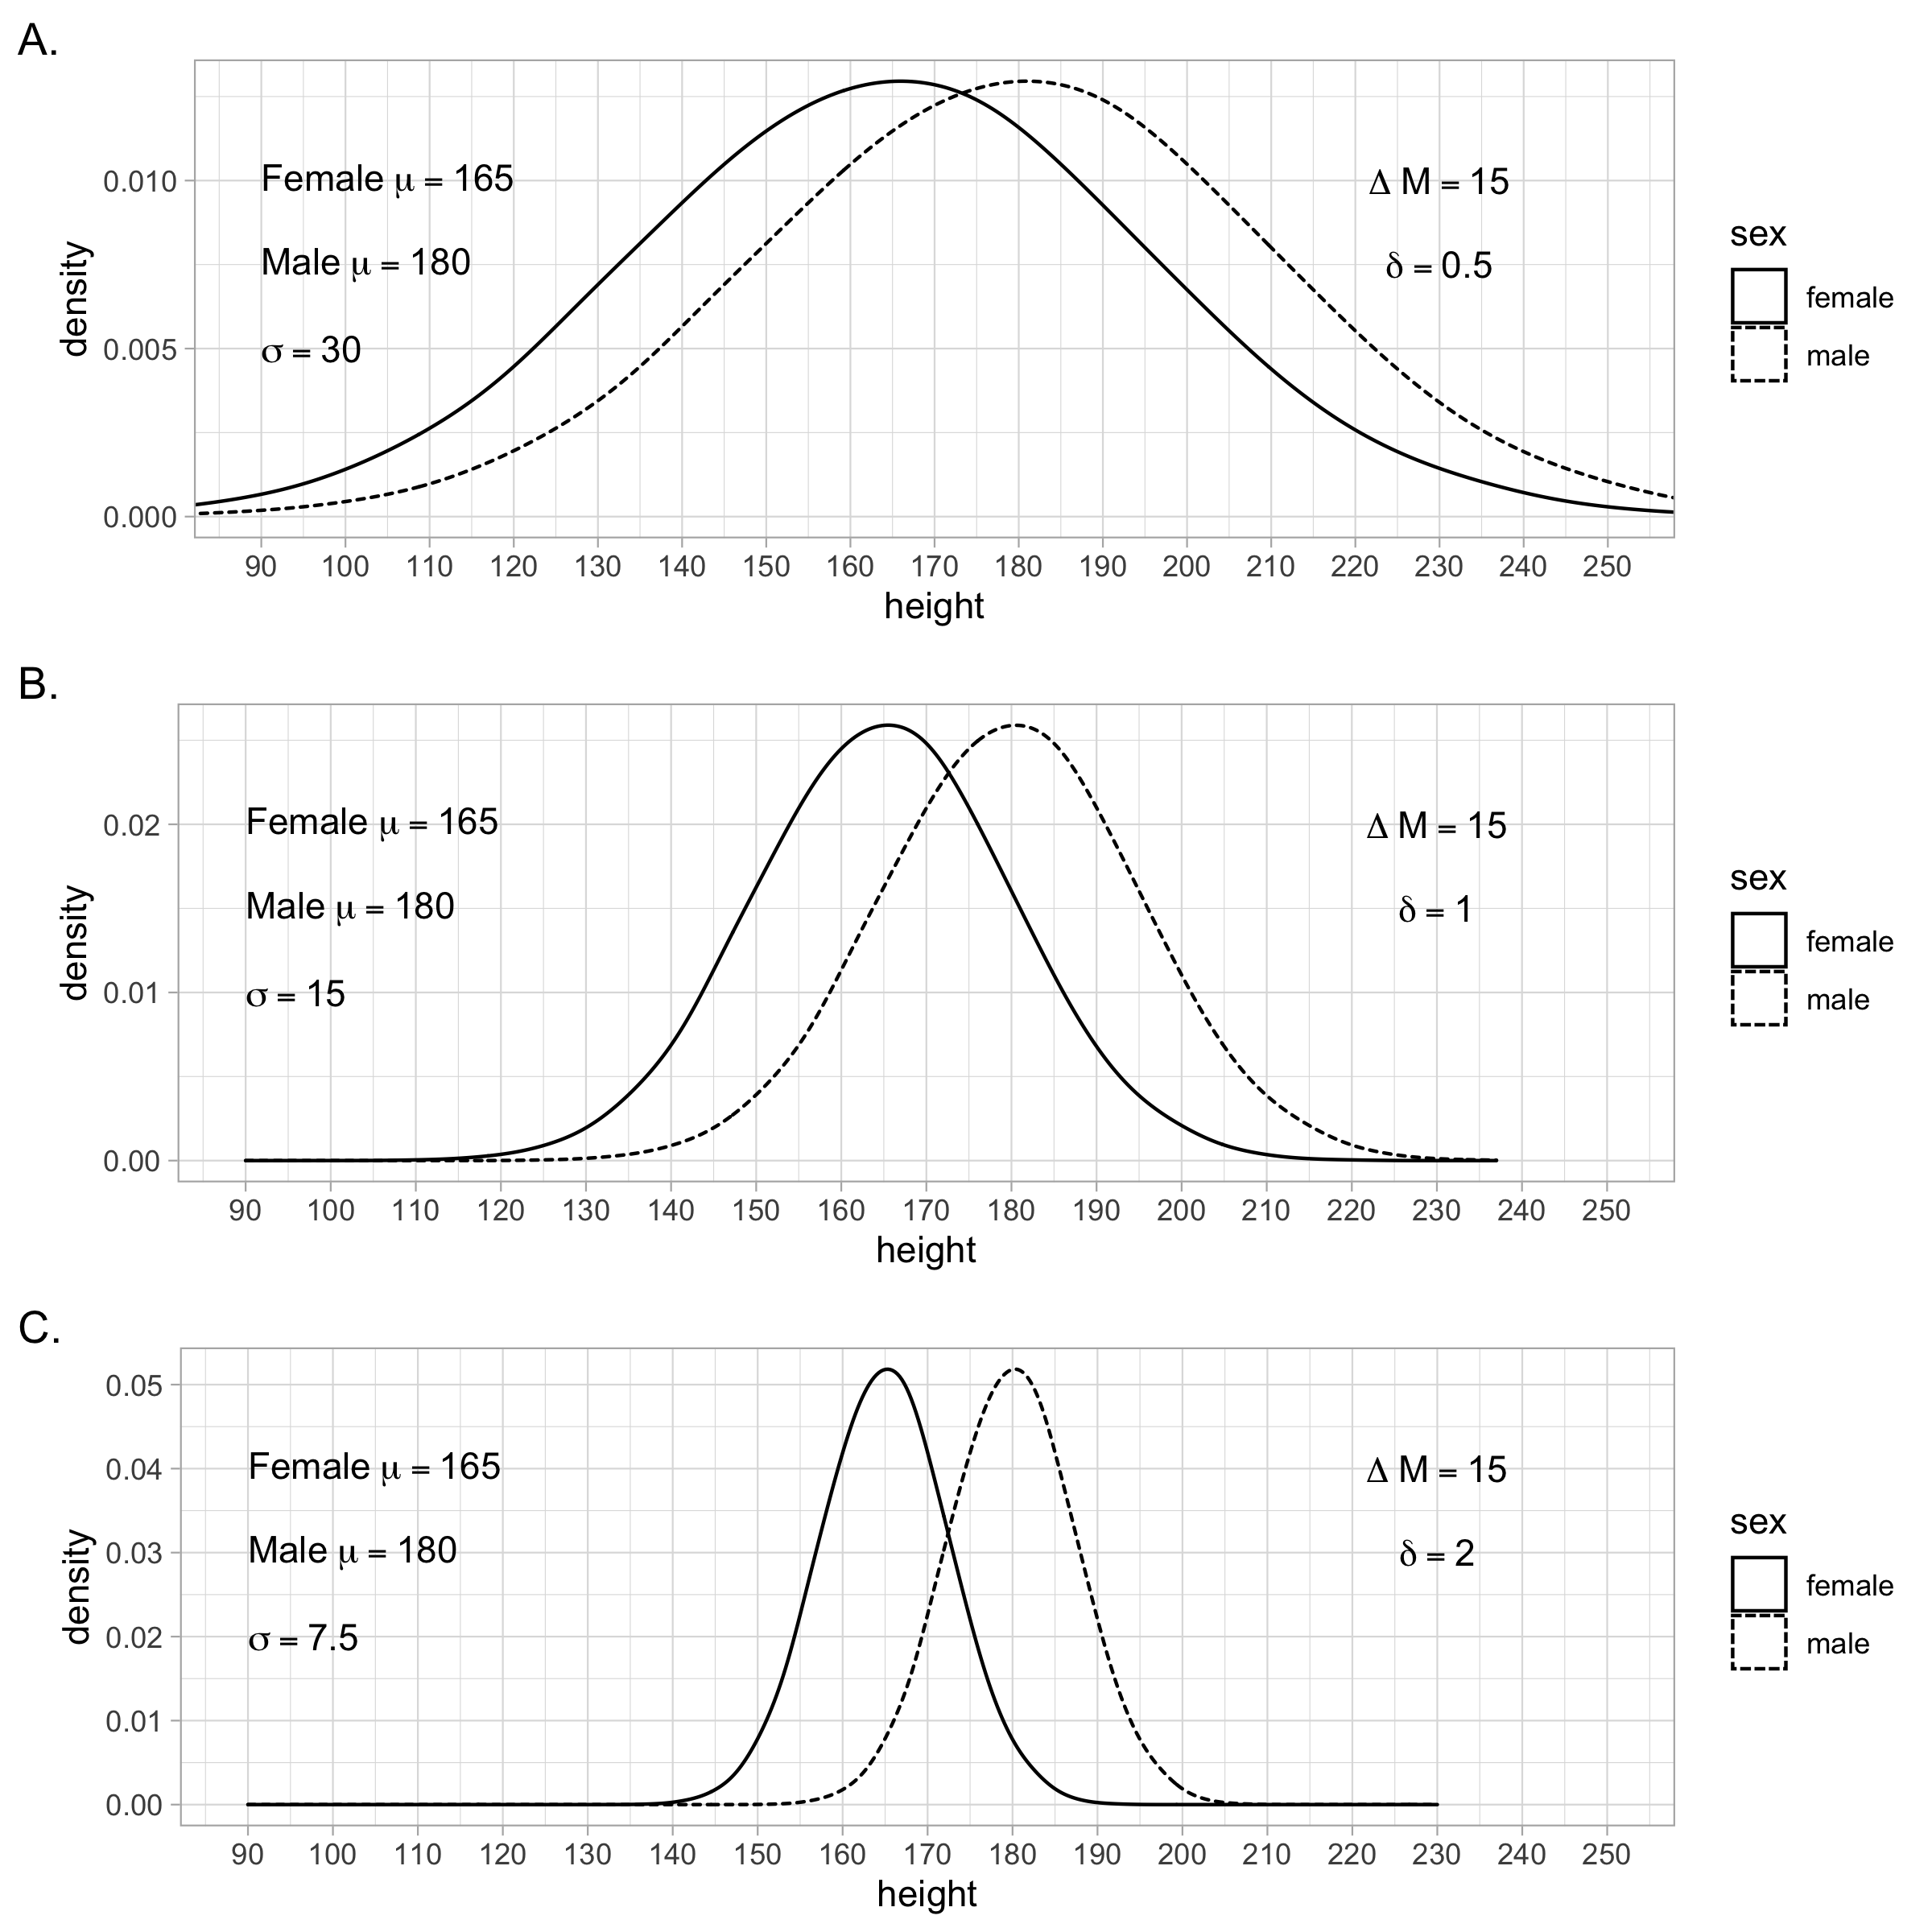 A.
0.010
0.005
0.000
density
Female μ = 165
Male μ = 180
σ = 30
Δ M = 15
δ = 0.5
90 100 110 120 130 140 150 160 170 180 190 200 210 220 230 240 250
height
sex
female
male
B.
0.02
0.01
0.00
density
Female μ = 165
Male μ = 180
σ = 15
Δ M = 15
δ = 1
90 100 110 120 130 140 150 160 170 180 190 200 210 220 230 240 250
height
sex
female
male
C.
0.05
0.04
0.03
0.02
0.01
0.00
density
Female μ = 165
Male μ = 180
σ = 7.5
Δ M = 15
δ = 2
90 100 110 120 130 140 150 160 170 180 190 200 210 220 230 240 250
height
sex
female
male